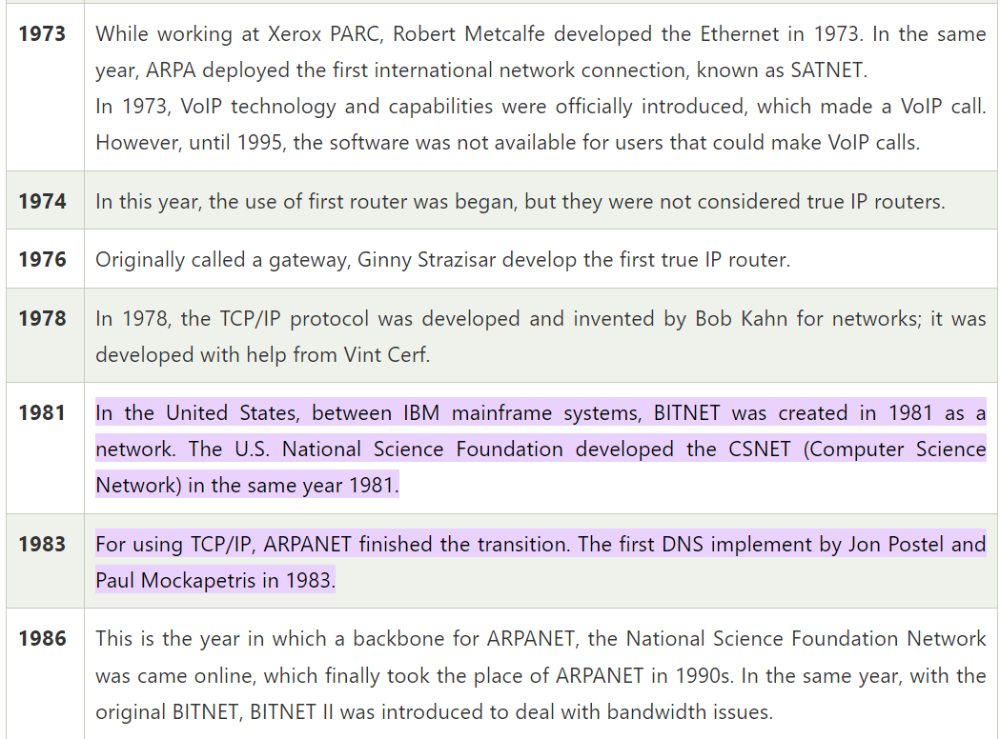 1973
While working at Xerox PARC, Robert Metcalfe developed the Ethernet in 1973. In the same
year, ARPA deployed the first international network connection, known as SATNET.
In 1973, VoIP technology and capabilities were officially introduced, which made a VoIP call.
However, until 1995, the software was not available for users that could make VoIP calls.
1974
In this year, the use of first router was began, but they were not considered true IP routers.
1976
Originally called a gateway, Ginny Strazisar develop the first true IP router.
1978
In 1978, the TCP/IP protocol was developed and invented by Bob Kahn for networks; it was
developed with help from Vint Cerf.
1981
In the United States, between IBM mainframe systems, BITNET was created in 1981 as a
network. The U.S. National Science Foundation developed the CSNET (Computer Science
Network) in the same year 1981.
1983
For using TCP/IP, ARPANET finished the transition. The first DNS implement by Jon Postel and
Paul Mockapetris in 1983.
1986
This is the year in which a backbone for ARPANET, the National Science Foundation Network
was came online, which finally took the place of ARPANET in 1990s. In the same year, with the
original BITNET, BITNET II was introduced to deal with bandwidth issues.